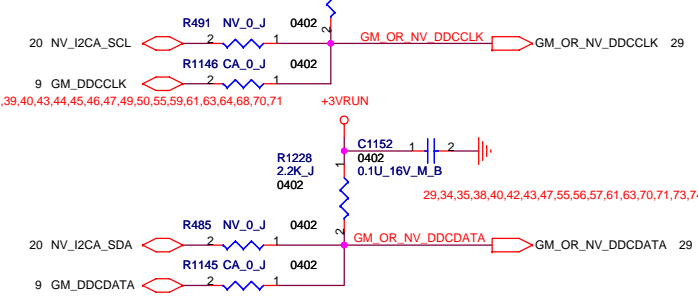 R491 NV_0_J 0402
2
20 NV_I2CA_SCL 2 1 GM_OR_NV_DDCCLK GM_OR_NV_DDCCLK 29
R1146 CA_0_J 0402
9 GM_DDCCLK 2 1
,39,40,43,44,45,46,47,49,50,55,59,61,63,64,68,70,71
+3VRUN
C1152
R1228 1 0402 1 2
2.2K_J 0.1U_16V_M_B
0402
29,34,35,38,40,42,43,47,55,56,57,61,63,70,71,73,74
R485 NV_0_J 0402 2
20 NV_I2CA_SDA 2 1 GM_OR_NV_DDCDATA GM_OR_NV_DDCDATA 29
R1145 CA_0_J 0402
9 GM_DDCDATA 2 1